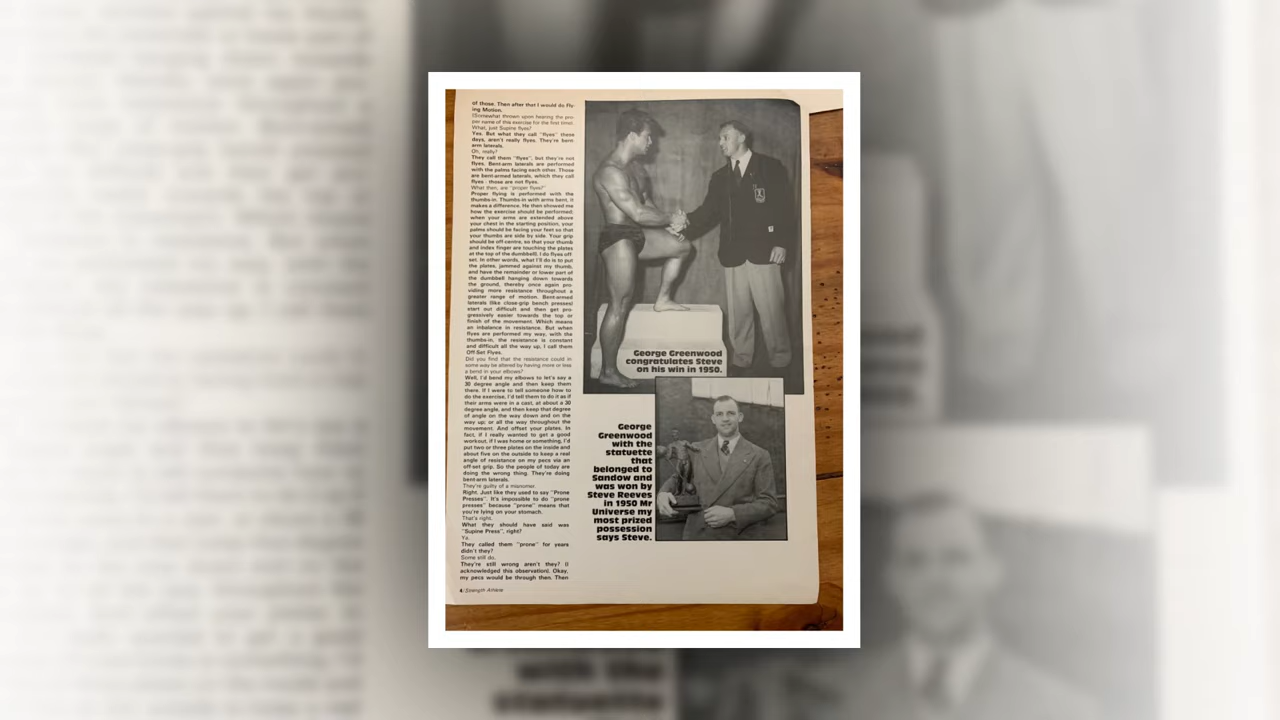 of those. Then after that I would do Fly-
ing Motion.
(Somewhat thrown upon hearing the pro-
per name of this exercise for the first time).
What, just Supine flyes?
Yes. But what they call "flyes" these
days, aren't really flyes. They're bent
arm laterals.
Oh, really?
They call them "flyes", but they're not
flyes. Bent-arm laterals are performed
with the palms facing each other. Those
are bent-armed laterals, which they call
flyes - those are not flyes.
What then, are "proper flyes?"
Proper flying is performed with the
thumbs-in. Thumbs-in with arms bent, it
makes a difference. He then showed me
how the exercise should be performed:
when your arms are extended above
your chest in the starting position, your
palms should be facing your feet so that
your thumbs are side by side. Your grip
should be off-centre, so that your thumb
and index finger are touching the plates
at the top of the dumbbell. I do flyes off-
set. In other words, what I'll do is to put
the plates, jammed against my thumb,
and have the remainder or lower part of
the dumbbell hanging down towards
the ground, thereby once again pro-
viding more resistance throughout a
greater range of motion. Bent-armed
laterals (like close-grip bench presses)
start out difficult and then get pro-
gressively easier towards the top or
finish of the movement. Which means
an inbalance in resistance. But when
flyes are performed my way, with the
thumbs-in, the resistance is constant
and difficult all the way up, I call them
Off-Set Flyes.
Did you find that the resistance could in
some way be altered by having more or less
a bend in your elbows?
Well, I'd bend my elbows to let's say a
30 degree angle and then keep them
there. If I were to tell someone how to
do the exercise, I'd tell them to do it as if
their arms were in a cast, at about a 30
degree angle, and then keep that degree
of angle on the way down and on the
way up; or all the way throughout the
movement. And offset your plates. In
fact, if I really wanted to get a good
workout, if I was home or something, I'd
put two or three plates on the inside and
about five on the outside to keep a real
angle of resistance on my pecs via an
off-set grip. So the people of today are
doing the wrong thing. They're doing
bent-arm laterals.
They're guilty of a misnomer.
Right. Just like they used to say "Prone
Presses". It's impossible to do "prone
presses" because "prone" means that
you're lying on your stomach.
That's right.
What they should have said was
"Supine Press", right?
Ya.
They called them "prone" for years
didn't they?
Some still do.
They're still wrong aren't they? (I
acknowledged this observation). Okay,
my pecs would be through then. Then
4/Strength Athlete
George Greenwood
congratulates Steve
on his win in 1950.
George
Greenwood
with the
statuette
that
belonged to
Sandow and
was won by
Steve Reeves
in 1950 Mr
Universe my
most prized
possession
says Steve.